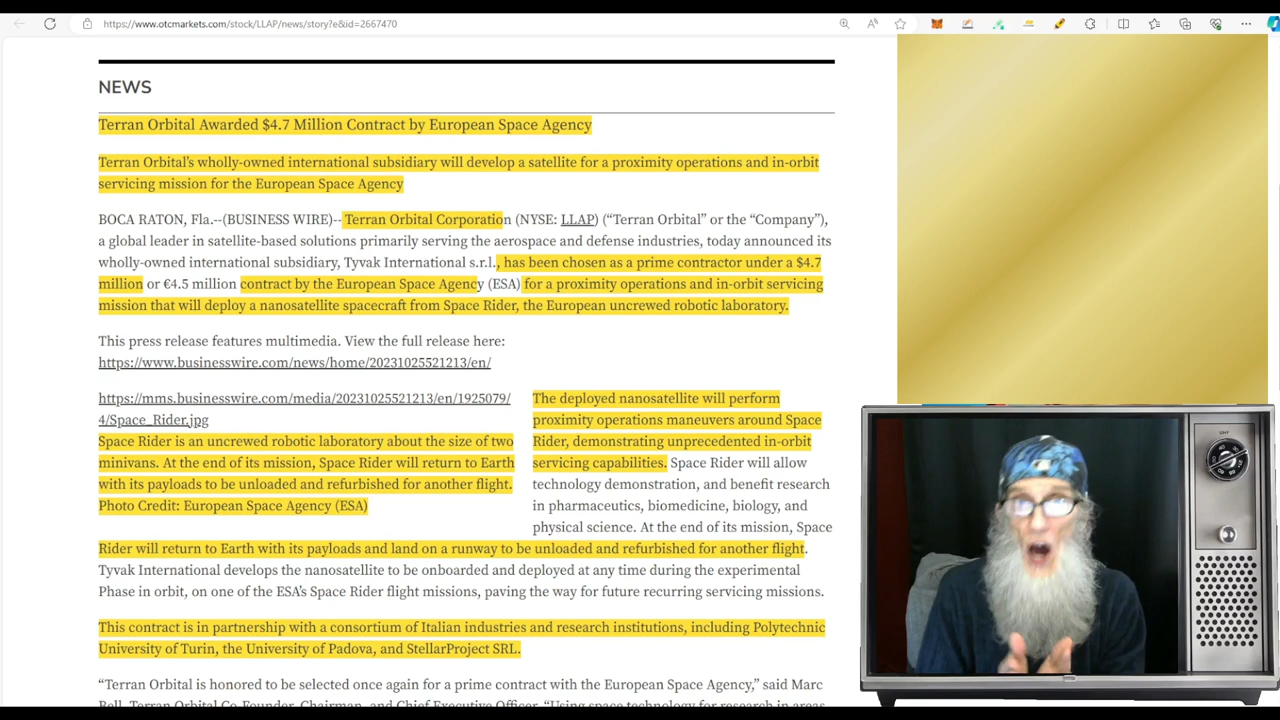 https://www.otcmarkets.com/stock/LLAP/news/story?e&id=2667470
NEWS
Terran Orbital Awarded $4.7 Million Contract by European Space Agency
Terran Orbital’s wholly-owned international subsidiary will develop a satellite for a proximity operations and in-orbit
servicing mission for the European Space Agency
BOCA RATON, Fla.--(BUSINESS WIRE)-- Terran Orbital Corporation (NYSE: LLAP) (“Terran Orbital” or the “Company”),
a global leader in satellite-based solutions primarily serving the aerospace and defense industries, today announced its
wholly-owned international subsidiary, Tyvak International s.r.l., has been chosen as a prime contractor under a $4.7
million or €4.5 million contract by the European Space Agency (ESA) for a proximity operations and in-orbit servicing
mission that will deploy a nanosatellite spacecraft from Space Rider, the European uncrewed robotic laboratory.
This press release features multimedia. View the full release here:
https://www.businesswire.com/news/home/20231025521213/en/
https://mms.businesswire.com/media/20231025521213/en/1925079/
4/Space_Rider.jpg
Space Rider is an uncrewed robotic laboratory about the size of two
minivans. At the end of its mission, Space Rider will return to Earth
with its payloads to be unloaded and refurbished for another flight.
Photo Credit: European Space Agency (ESA)
The deployed nanosatellite will perform
proximity operations maneuvers around Space
Rider, demonstrating unprecedented in-orbit
servicing capabilities. Space Rider will allow
technology demonstration, and benefit research
in pharmaceutics, biomedicine, biology, and
physical science. At the end of its mission, Space
Rider will return to Earth with its payloads and land on a runway to be unloaded and refurbished for another flight.
Tyvak International develops the nanosatellite to be onboarded and deployed at any time during the experimental
Phase in orbit, on one of the ESA’s Space Rider flight missions, paving the way for future recurring servicing missions.
This contract is in partnership with a consortium of Italian industries and research institutions, including Polytechnic
University of Turin, the University of Padova, and StellarProject SRL.
“Terran Orbital is honored to be selected once again for a prime contract with the European Space Agency,” said Marc
Bell, Terran Orbital Co-Founder, Chairman, and Chief Executive Officer. “Using space technology for research in areas